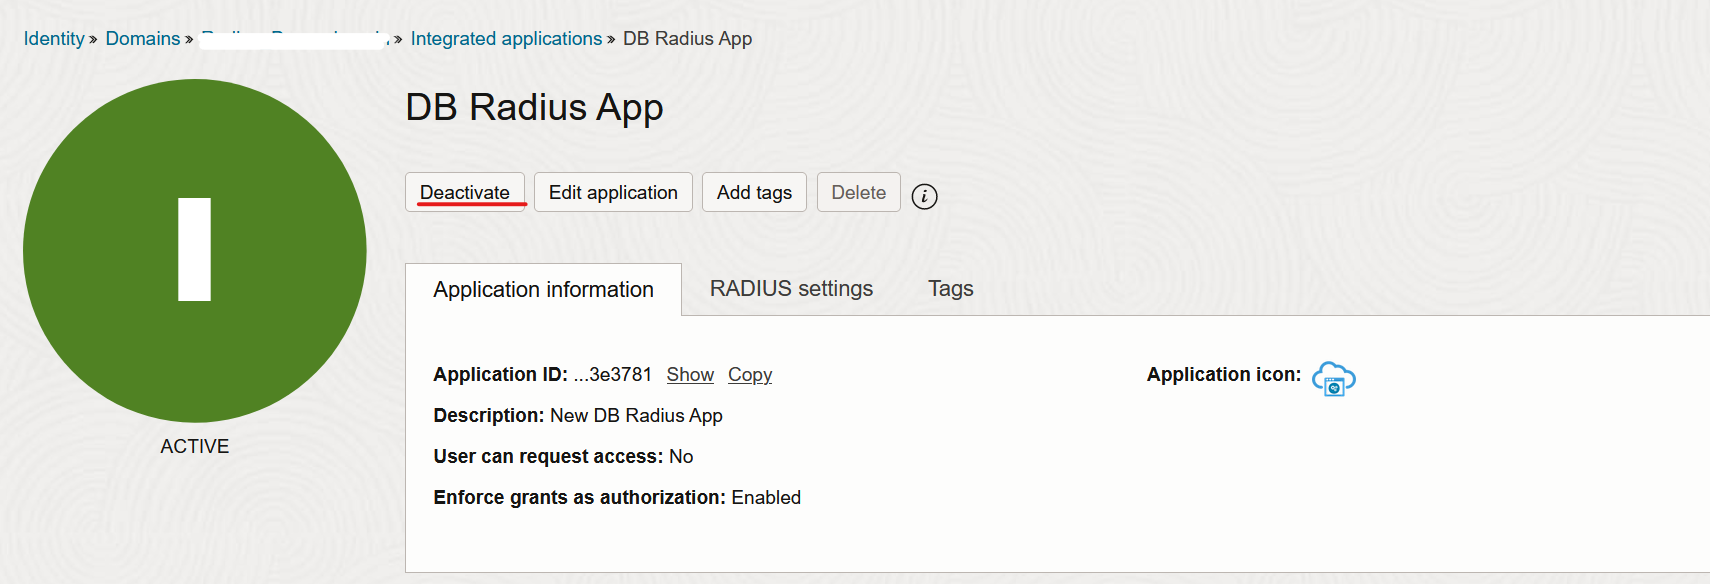 Identity » Domains » » Integrated applications » DB Radius App
DB Radius App
Deactivate Edit application Add tags Delete i
I
ACTIVE
Application information RADIUS settings Tags
Application ID: ...3e3781 Show Copy
Application icon:
Description: New DB Radius App
User can request access: No
Enforce grants as authorization: Enabled